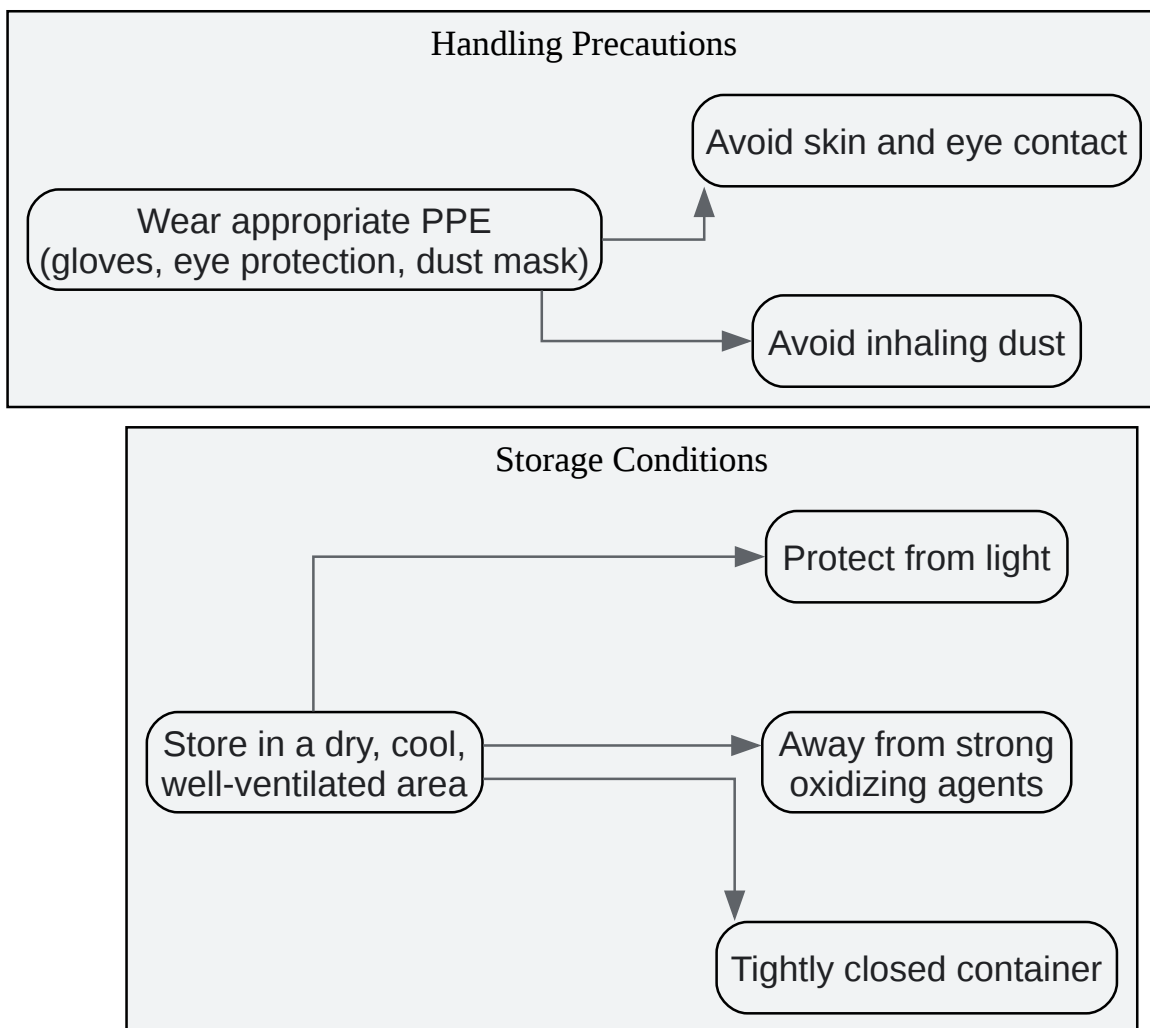 Handling Precautions
Avoid skin and eye contact
Wear appropriate PPE
(gloves, eye protection, dust mask)
Avoid inhaling dust
Storage Conditions
Protect from light
Store in a dry, cool,
well-ventilated area
Away from strong
oxidizing agents
Tightly closed container